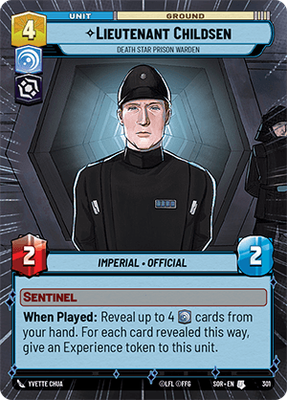 UNIT GROUND
4 ✧LIEUTENANT CHILDSEN
DEATH STAR PRISON WARDEN
2 IMPERIAL • OFFICIAL 2
SENTINEL
When Played: Reveal up to 4 cards from
your hand. For each card revealed this way,
give an Experience token to this unit.
YVETTE CHUA ©LFL ©FFG SOR • EN U 301